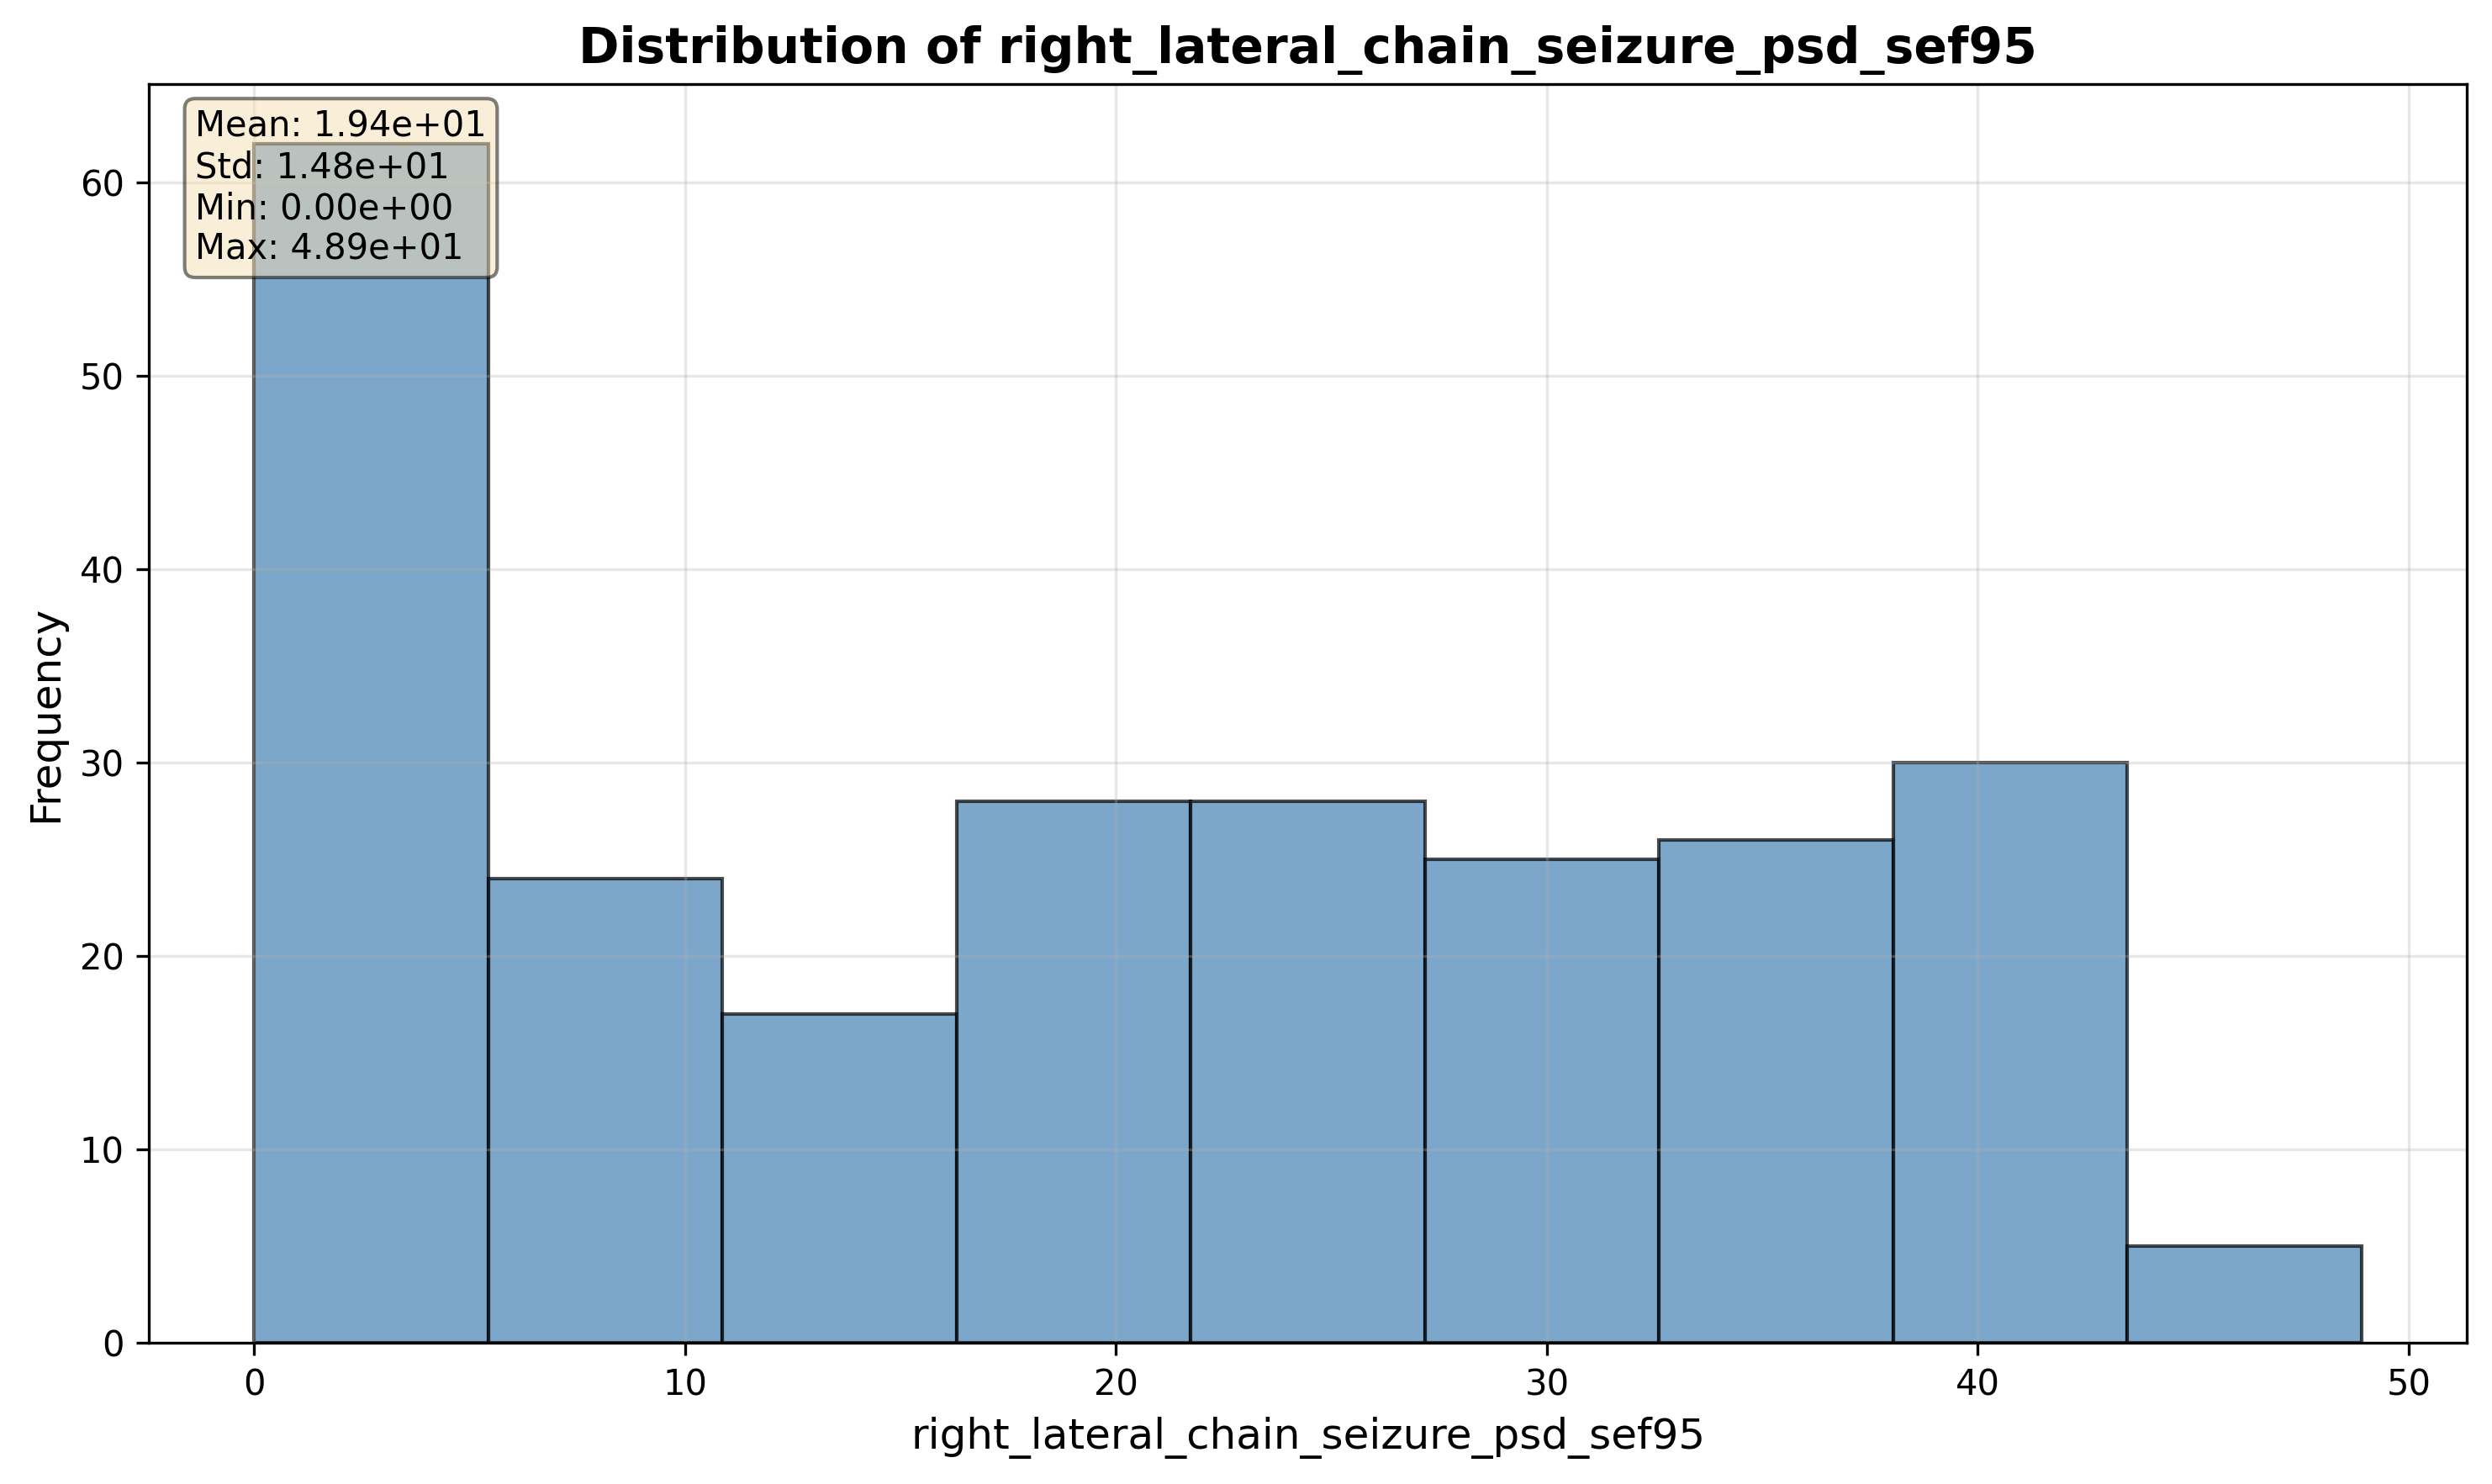 Distribution of right_lateral_chain_seizure_psd_sef95
Mean: 1.94e+01
Std: 1.48e+01
Min: 0.00e+00
Max: 4.89e+01
60
50
40
30
20
10
0
Frequency
0 10 20 30 40 50
right_lateral_chain_seizure_psd_sef95